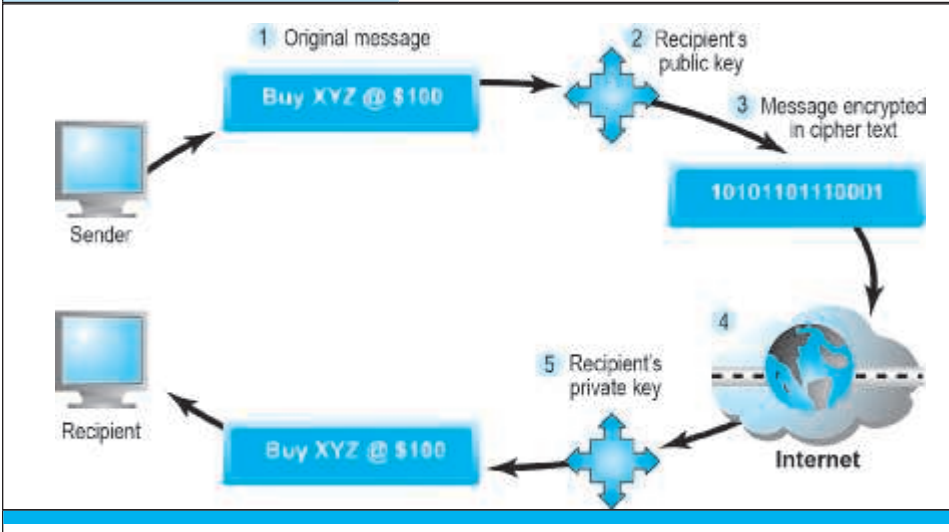 1 Original message
Buy XYZ @ $100
2 Recipient's
public key
3 Message encrypted
in cipher text
10101101110001
Sender
4
Internet
5 Recipient's
private key
Buy XYZ @ $100
Recipient